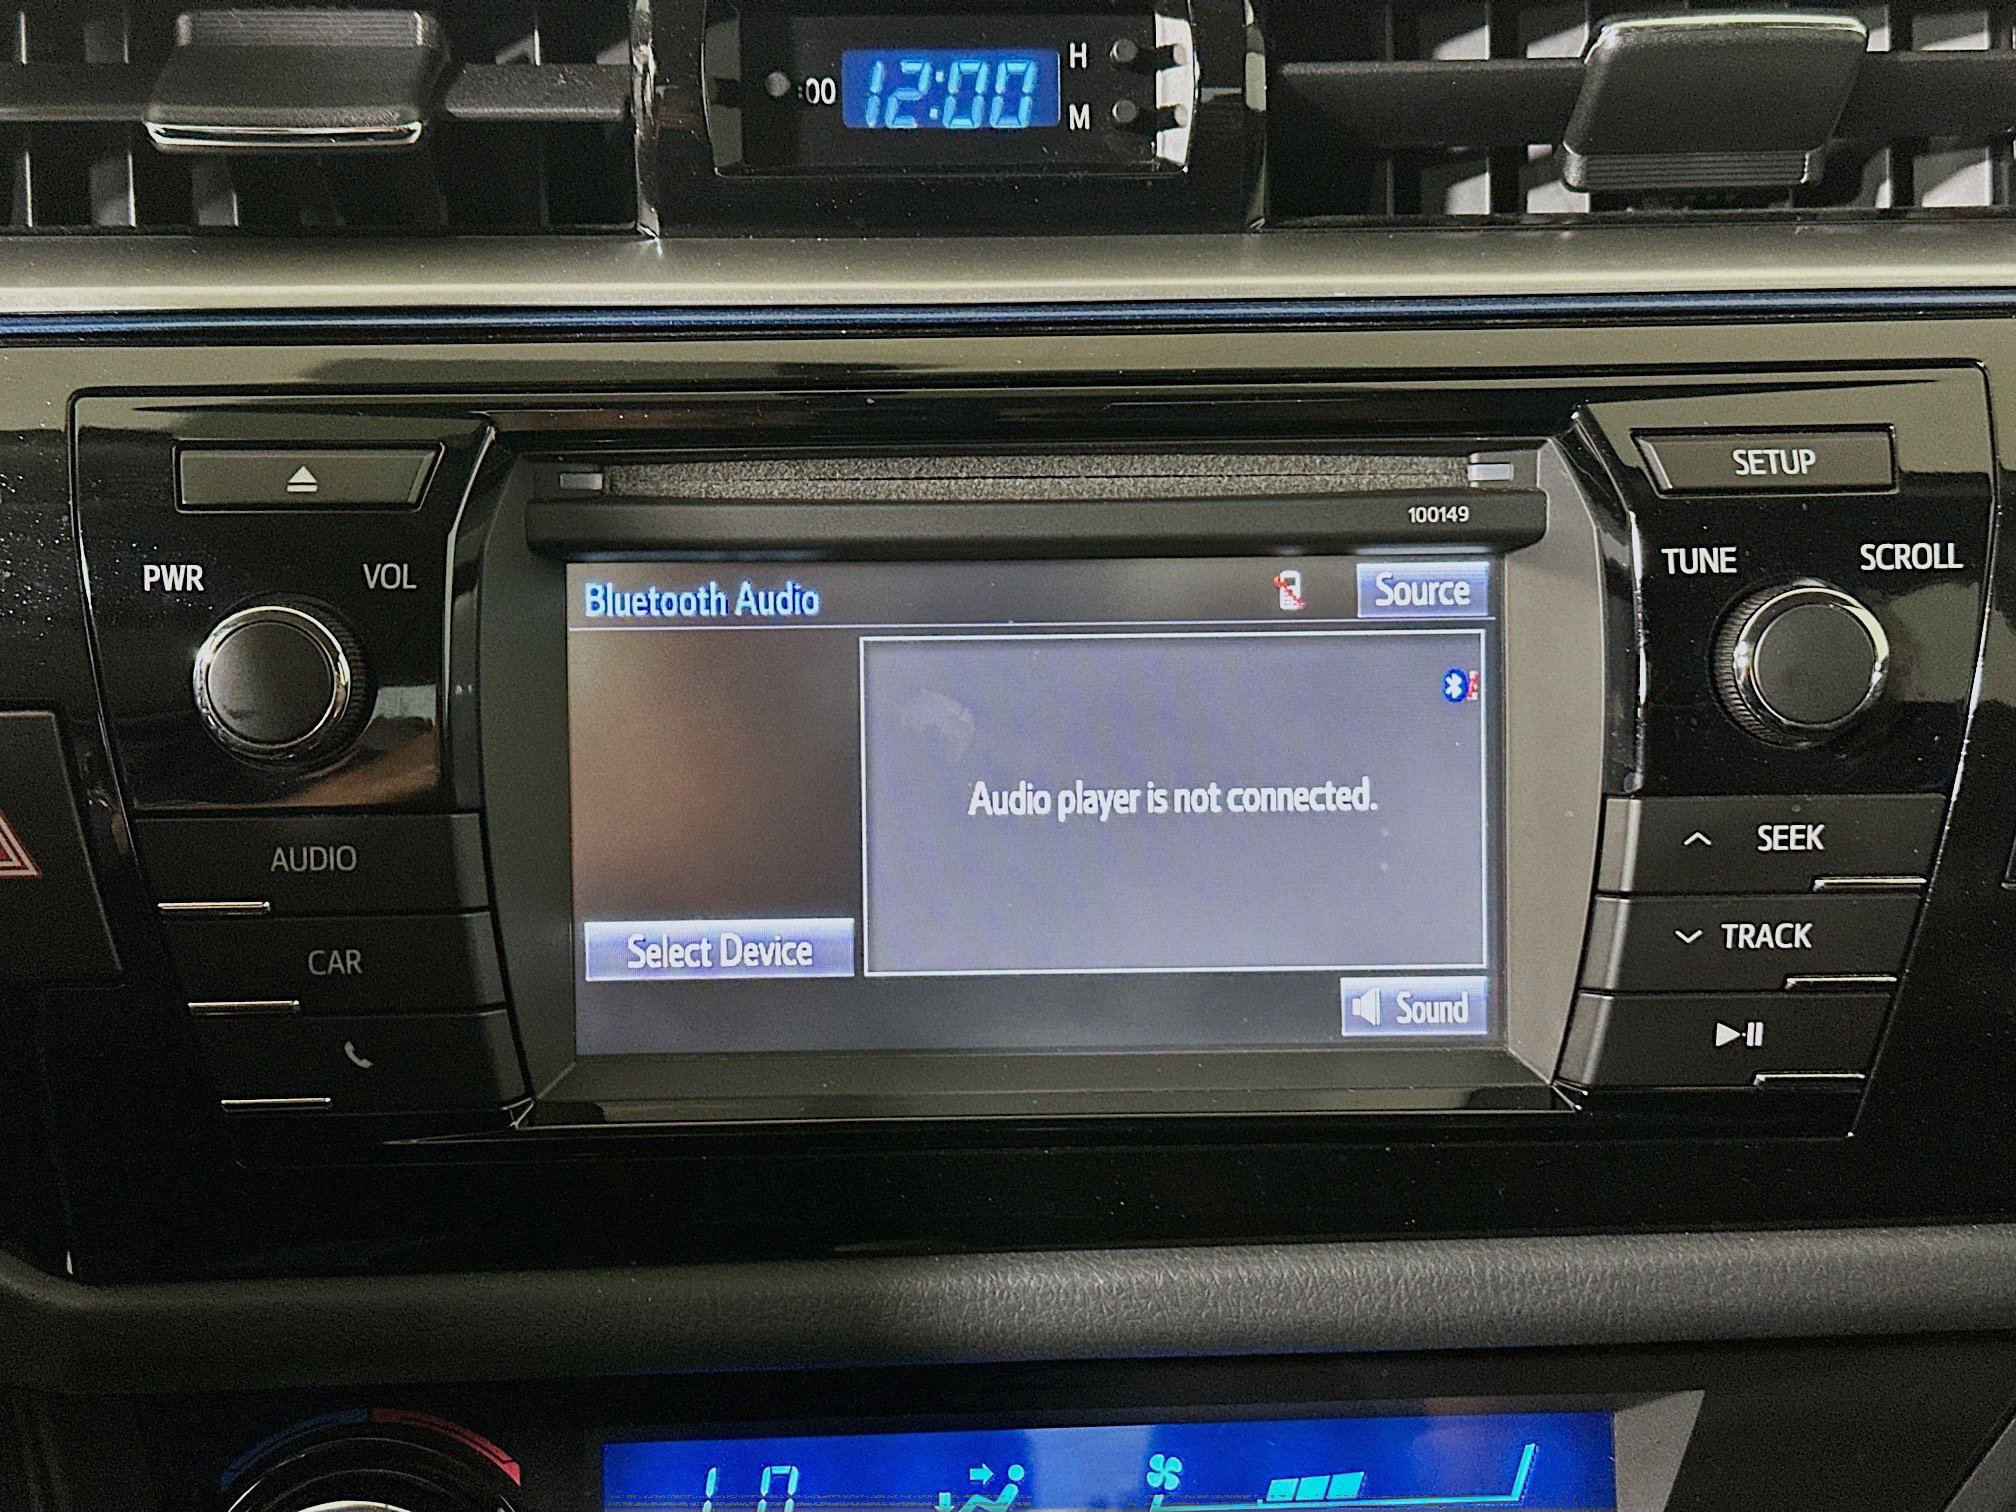 :00 12:00 H
M
SETUP
100149
PWR VOL
TUNE SCROLL
Bluetooth Audio
Source
Audio player is not connected.
Select Device
Sound
AUDIO
CAR
SEEK
TRACK